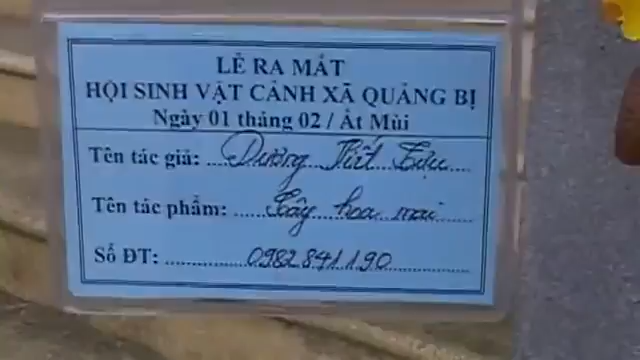 LỄ RA MẮT
HỘI SINH VẬT CẢNH XÃ QUẢNG BỊ
Ngày 01 tháng 02 / Ất Mùi
Tên tác giả: Dương
Tên tác phẩm: Cây hoa mai
Số ĐT: 0982841190